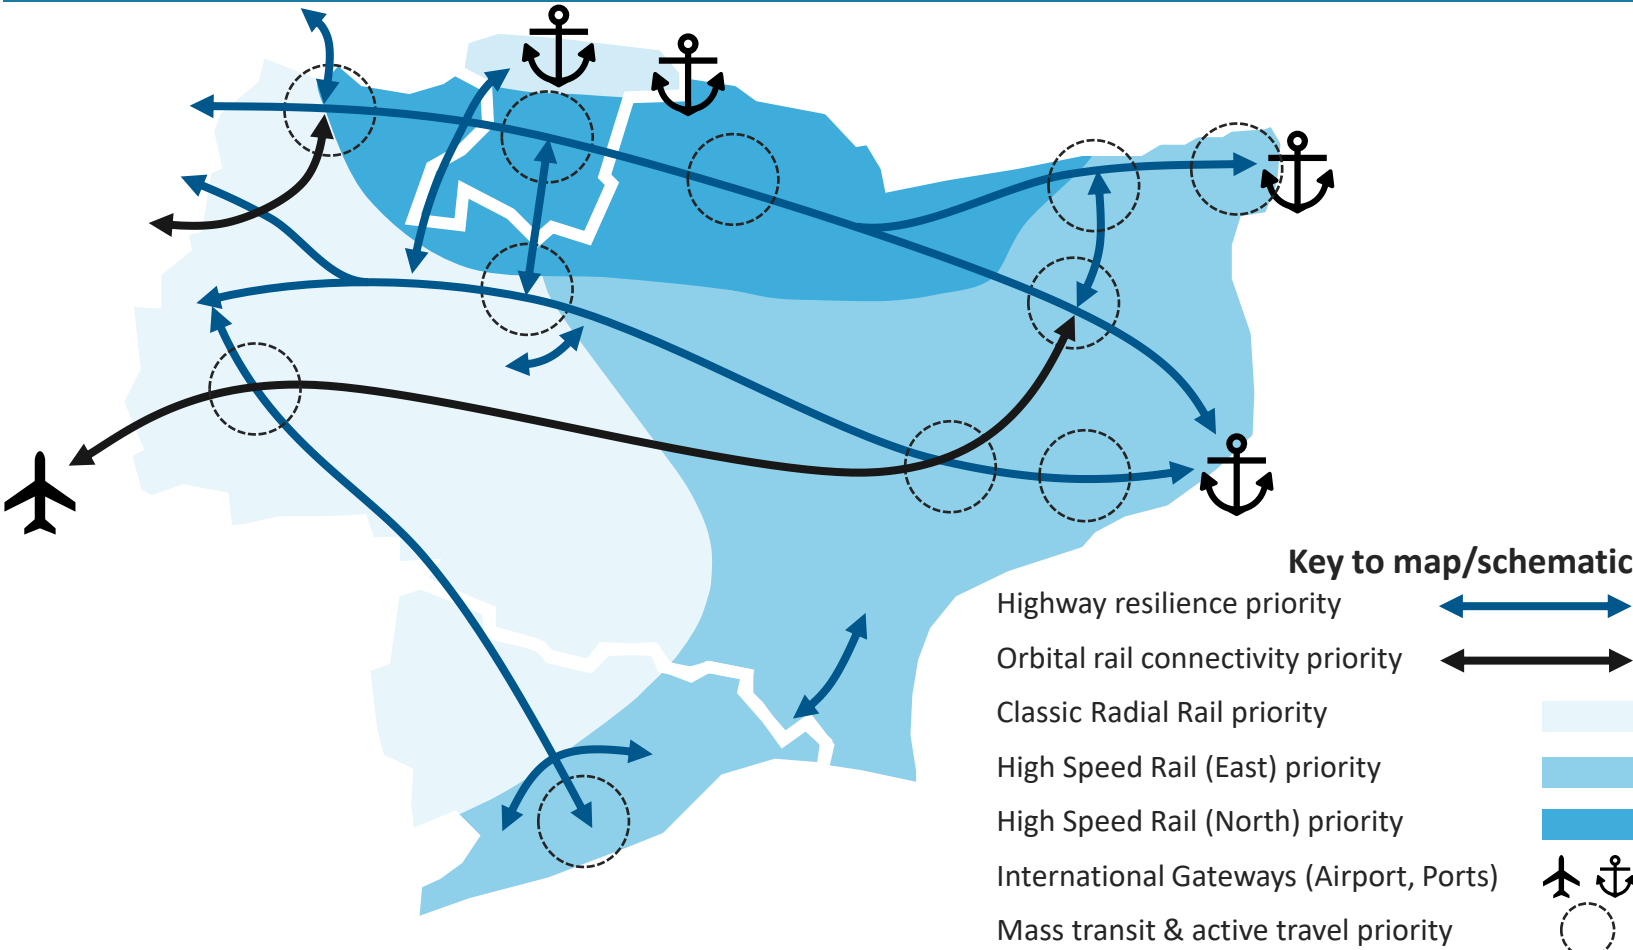 Key to map/schematic
Highway resilience priority
Orbital rail connectivity priority
Classic Radial Rail priority
High Speed Rail (East) priority
High Speed Rail (North) priority
International Gateways (Airport, Ports)
Mass transit & active travel priority